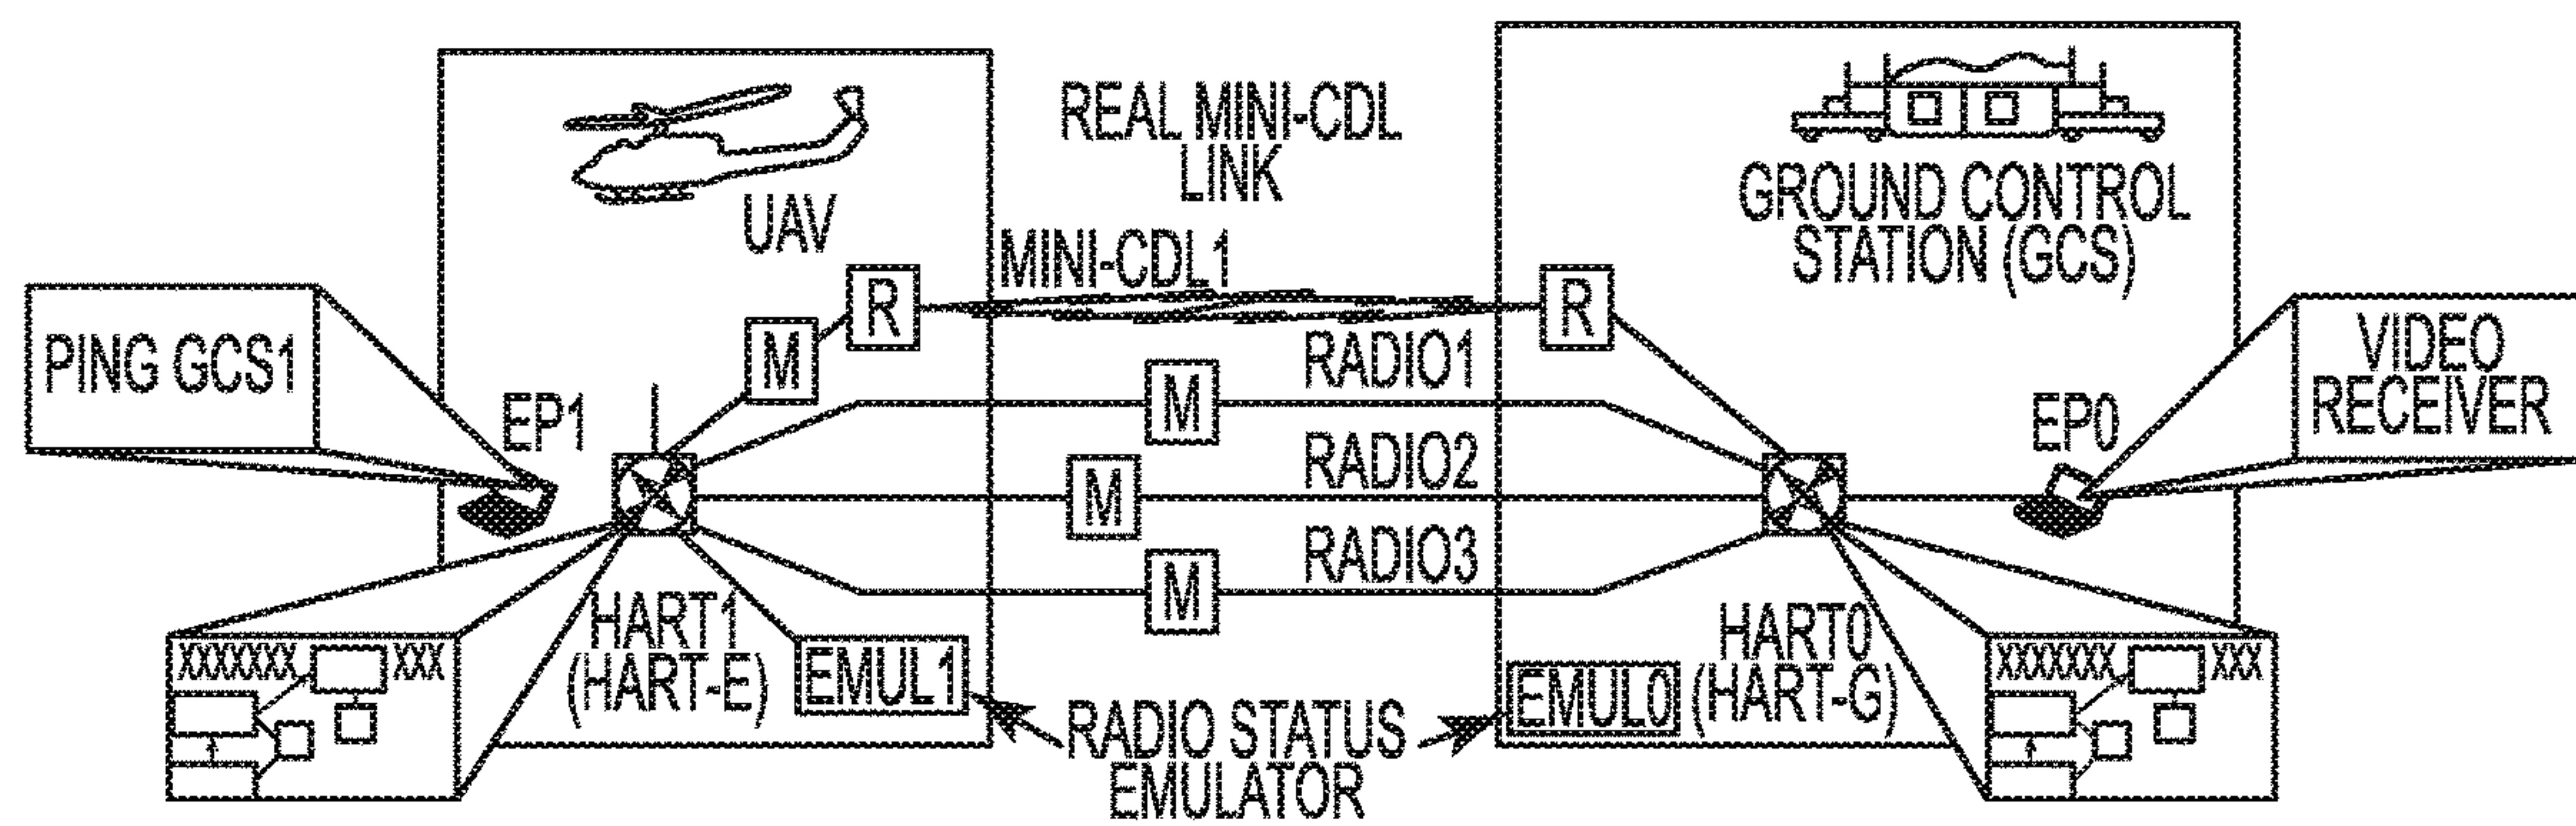 REAL MINI-CDL
LINK
UAV
GROUND CONTROL
STATION (GCS)
MINI-CDL1
R
R
PING GCS1
M
VIDEO
RECEIVER
RADIO1
M
EP1
EP0
RADIO2
M
RADIO3
M
HART1
(HART-E)
HART0
(HART-G)
XXXXXXX XXX
EMUL1
EMUL0
XXXXXXX XXX
RADIO STATUS
EMULATOR